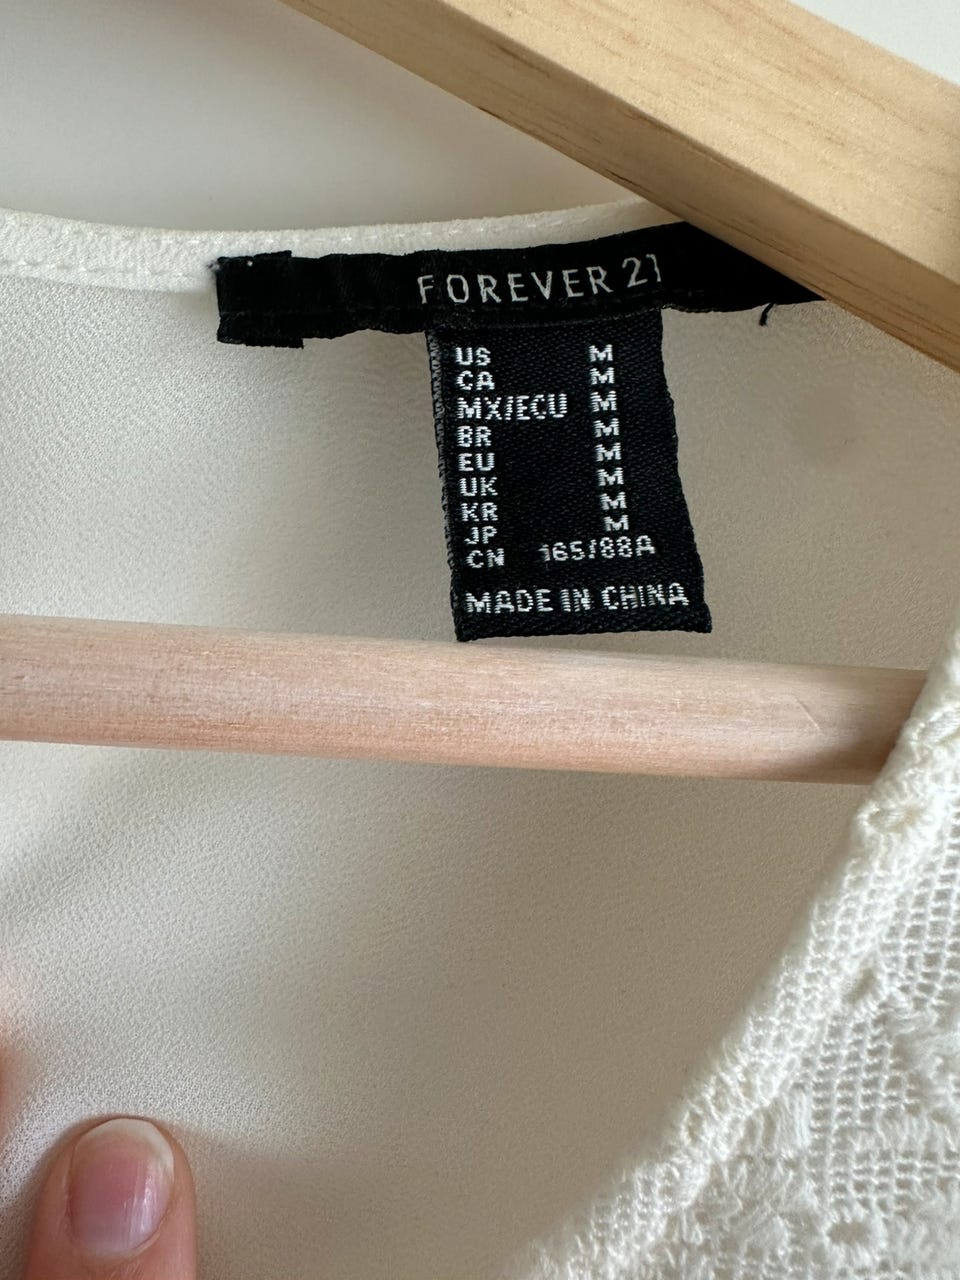 FOREVER 21
US M
CA M
MX/ECU M
BR M
EU M
UK M
KR M
JP M
CN 165/88A
MADE IN CHINA